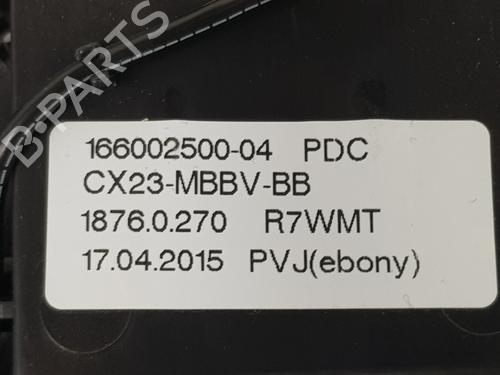 B-PARTS
166002500-04 PDC
CX23-MBBV-BB
1876.0.270 R7WMT
17.04.2015 PVJ(ebony)